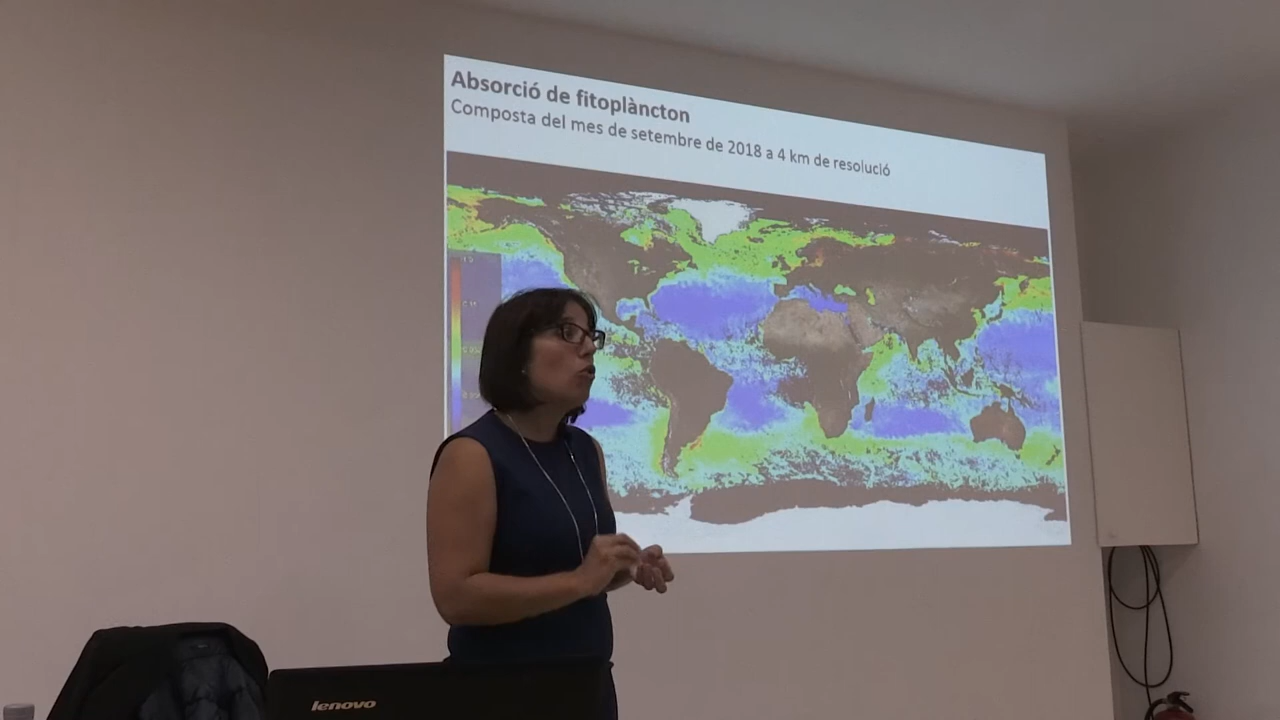 Absorció de fitoplàncton
Composta del mes de setembre de 2018 a 4 km de resolució
lenovo